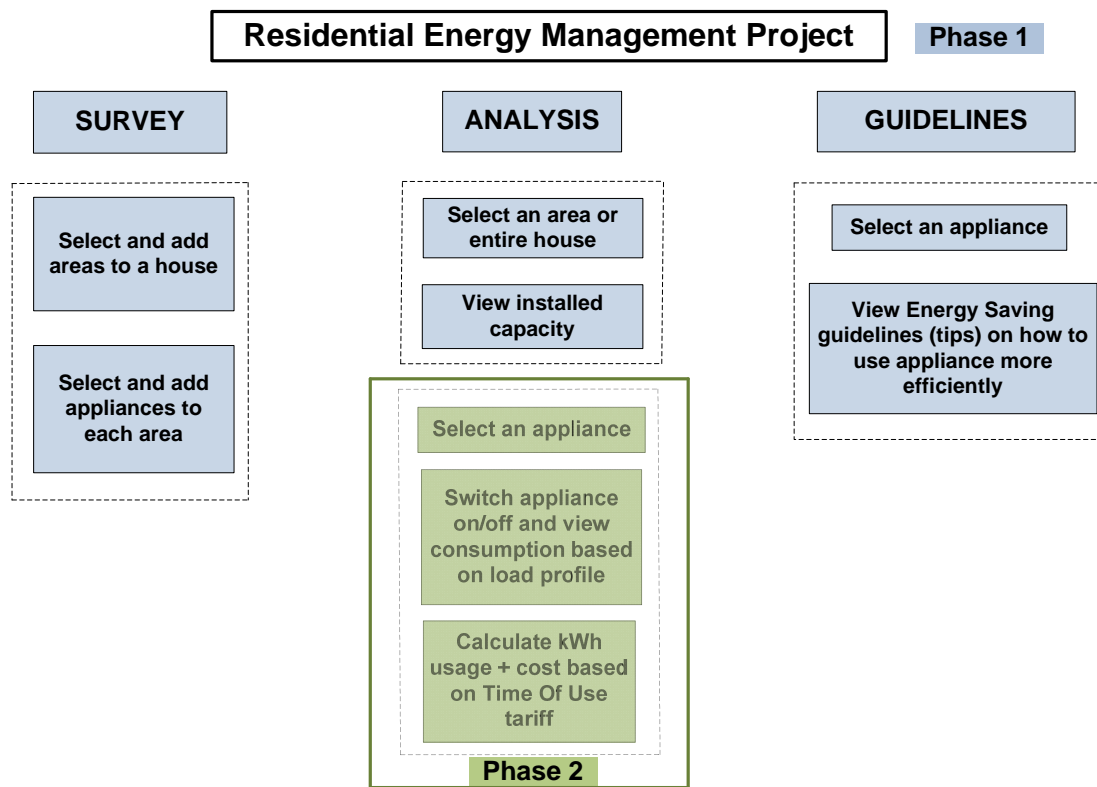 Residential Energy Management Project
Phase 1
SURVEY
Select and add
areas to a house
Select and add
appliances to
each area
ANALYSIS
Select an area or
entire house
View installed
capacity
Select an appliance
Switch appliance
on/off and view
consumption based
on load profile
Calculate kWh
usage + cost based
on Time Of Use
tariff
Phase 2
GUIDELINES
Select an appliance
View Energy Saving
guidelines (tips) on how to
use appliance more
efficiently